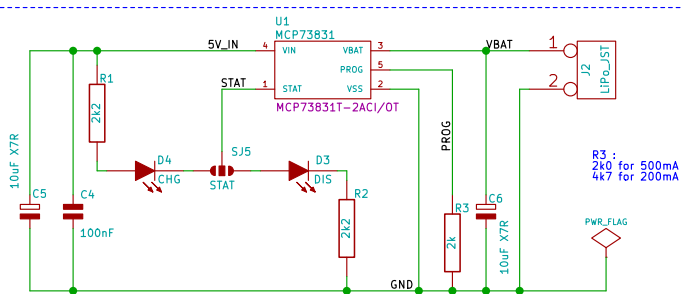 U1
MCP73831
5V_IN
4
VIN
VBAT
3
VBAT
1
2
J2
LiPo_JST
PROG
5
STAT
1
STAT
VSS
2
MCP73831T-2ACI/OT
R1
2k2
PROG
R3 :
2k0 for 500mA
4k7 for 200mA
10uF X7R
D4
CHG
SJ5
STAT
D3
DIS
C5
C4
100nF
R2
2k2
R3
2k
C6
10uF X7R
PWR_FLAG
GND